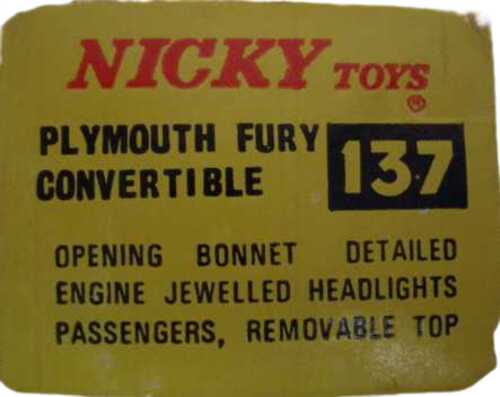 NICKY TOYS
®
PLYMOUTH FURY
CONVERTIBLE
137
OPENING BONNET DETAILED
ENGINE JEWELLED HEADLIGHTS
PASSENGERS, REMOVABLE TOP